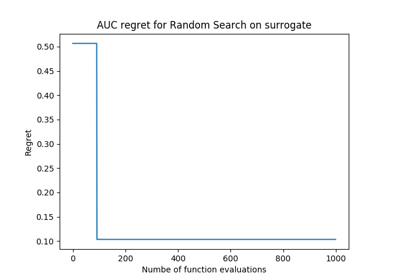 AUC regret for Random Search on surrogate
0.50
0.45
0.40
0.35
0.30
0.25
0.20
0.15
0.10
Regret
0 200 400 600 800 1000
Numbe of function evaluations